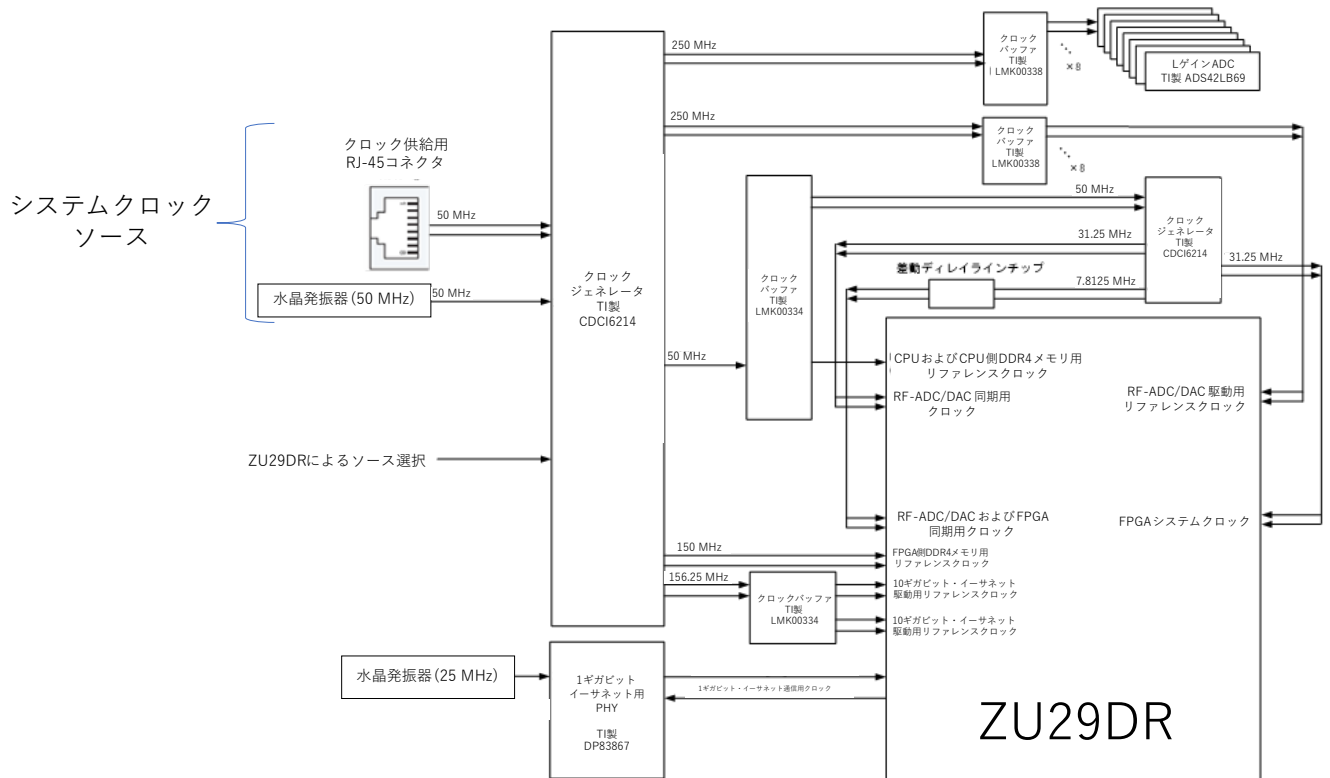 250 MHz
クロック
バッファ
TI製
LMK00338
×8
LゲインADC
TI製 ADS42LB69
250 MHz
クロック
バッファ
TI製
LMK00338
×8
クロック供給用
RJ-45コネクタ
システムクロック
ソース
50 MHz
水晶発振器(50 MHz)
50 MHz
クロック
ジェネレータ
TI製
CDCI6214
50 MHz
クロック
バッファ
TI製
LMK00334
50 MHz
クロック
ジェネレータ
TI製
CDCI6214
31.25 MHz
31.25 MHz
差動ディレイラインチップ
7.8125 MHz
CPUおよびCPU側DDR4メモリ用
リファレンスクロック
RF-ADC/DAC 同期用
クロック
RF-ADC/DAC 駆動用
リファレンスクロック
ZU29DRによるソース選択
RF-ADC/DAC およびFPGA
同期用クロック
FPGAシステムクロック
150 MHz
FPGA側DDR4メモリ用
リファレンスクロック
156.25 MHz
クロックバッファ
TI製
LMK00334
10ギガビット・イーサネット
駆動用リファレンスクロック
10ギガビット・イーサネット
駆動用リファレンスクロック
水晶発振器(25 MHz)
1ギガビット
イーサネット用
PHY
TI製
DP83867
1ギガビット・イーサネット通信用クロック
ZU29DR